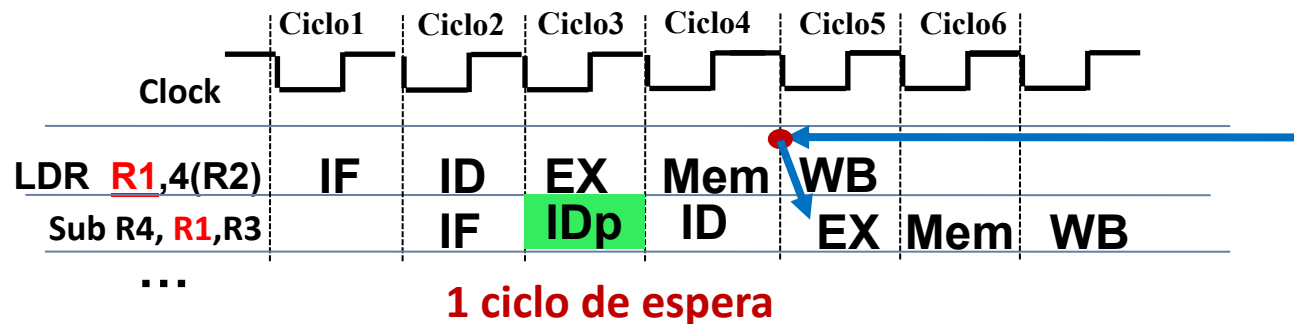 Ciclo1 Ciclo2 Ciclo3 Ciclo4 Ciclo5 Ciclo6
Clock
LDR R1,4(R2) IF ID EX Mem WB
Sub R4, R1,R3 IF IDp ID EX Mem WB
...
1 ciclo de espera